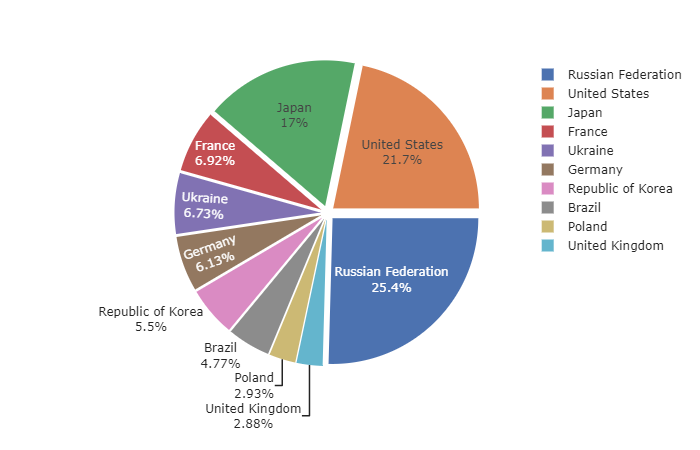 Japan
17%
United States
21.7%
France
6.92%
Ukraine
6.73%
Germany
6.13%
Russian Federation
25.4%
Republic of Korea
5.5%
Brazil
4.77%
Poland
2.93%
United Kingdom
2.88%
Russian Federation
United States
Japan
France
Ukraine
Germany
Republic of Korea
Brazil
Poland
United Kingdom